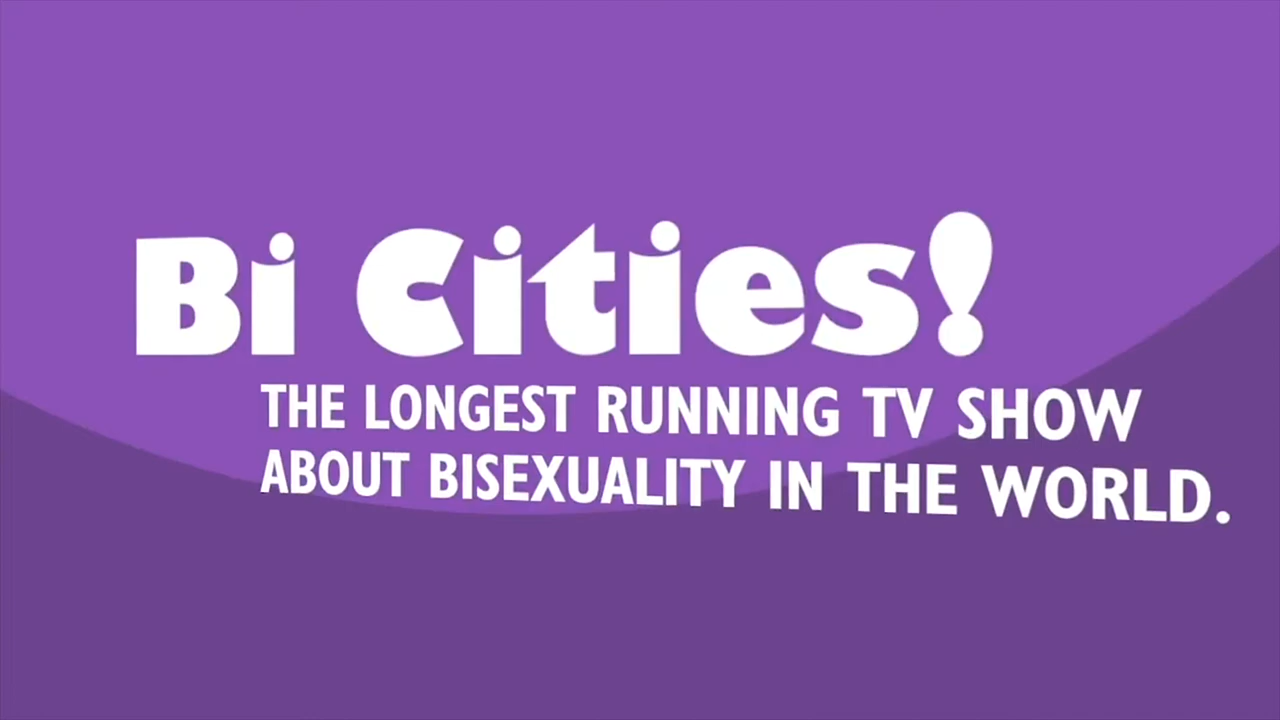 Bi Cities!
THE LONGEST RUNNING TV SHOW
ABOUT BISEXUALITY IN THE WORLD.